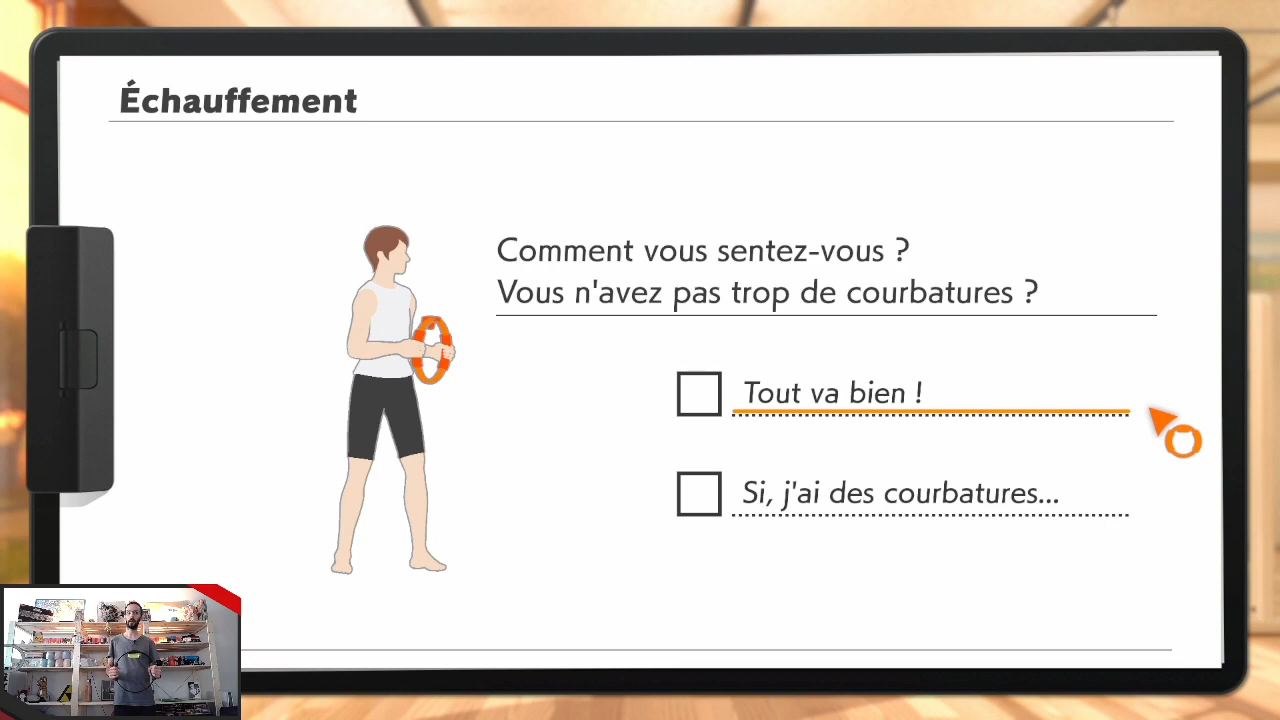 Échauffement
Comment vous sentez-vous ?
Vous n'avez pas trop de courbatures ?
Tout va bien !
Si, j'ai des courbatures...